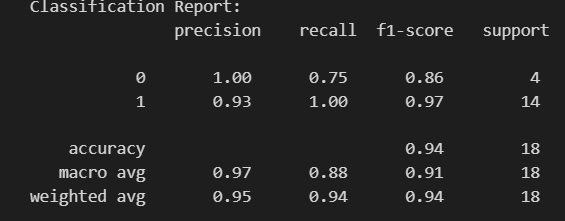 Classification Report:
precision recall f1-score support
0 1.00 0.75 0.86 4
1 0.93 1.00 0.97 14
accuracy 0.94 18
macro avg 0.97 0.88 0.91 18
weighted avg 0.95 0.94 0.94 18